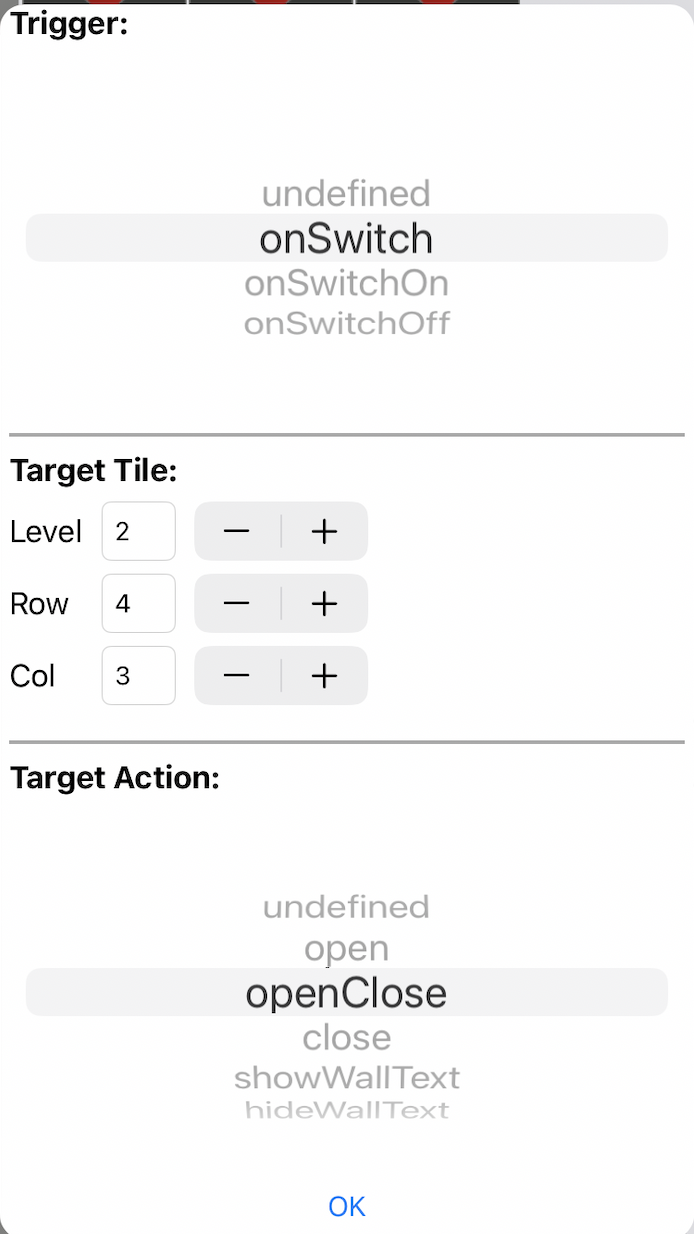 Trigger:
undefined
onSwitch
onSwitchOn
onSwitchOff
Target Tile:
Level 2 − +
Row 4 − +
Col 3 − +
Target Action:
undefined
open
openClose
close
showWallText
hideWallText
OK